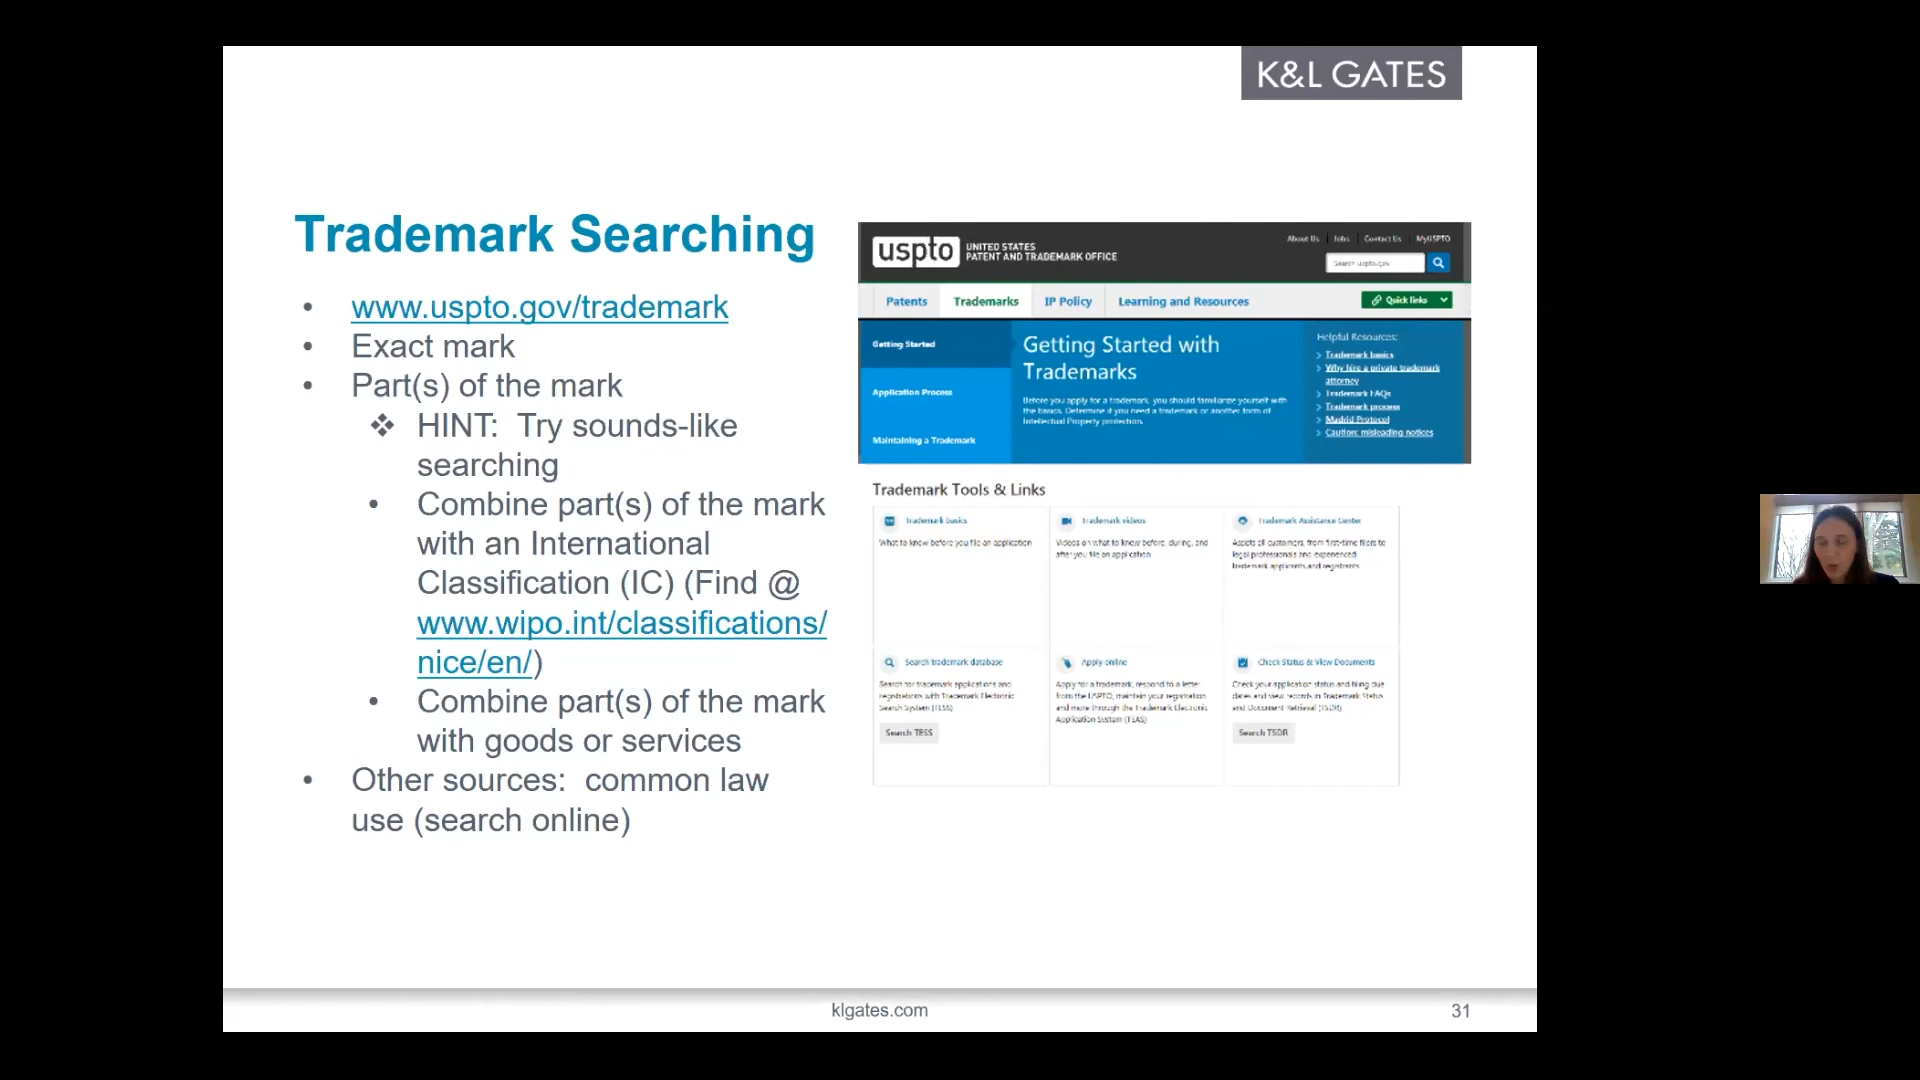 K&L GATES
Trademark Searching
• www.uspto.gov/trademark
• Exact mark
• Part(s) of the mark
❖ HINT: Try sounds-like
searching
• Combine part(s) of the mark
with an International
Classification (IC) (Find @
www.wipo.int/classifications/
nice/en/)
• Combine part(s) of the mark
with goods or services
• Other sources: common law
use (search online)
uspto UNITED STATES
PATENT AND TRADEMARK OFFICE
About Us Jobs Contact Us MyUSPTO
Search uspto.gov
Patents Trademarks IP Policy Learning and Resources Quick links
Getting Started
Application Process
Maintaining a Trademark
Getting Started with
Trademarks
Before you apply for a trademark, you should familiarize yourself with
the basics. Determine if you need a trademark or another form of
Intellectual Property protection.
Helpful Resources:
Trademark basics
Why hire a private trademark
attorney
Trademark FAQs
Trademark process
Madrid Protocol
Caution: misleading notices
Trademark Tools & Links
Trademark basics
What to know before you file an application
Trademark videos
Videos on what to know before, during, and
after you file an application
Trademark Assistance Center
Assists all customers, from first-time filers to
legal professionals and experienced
trademark applicants and registrants
Search trademark database
Search for trademark applications and
registrations with Trademark Electronic
Search System (TESS)
Search TESS
Apply online
Apply for a trademark, respond to a letter
from the USPTO, maintain your registration
and more through the Trademark Electronic
Application System (TEAS)
Check Status & View Documents
Check your application status and filing due
dates and view records in Trademark Status
and Document Retrieval (TSDR)
Search TSDR
klgates.com
31